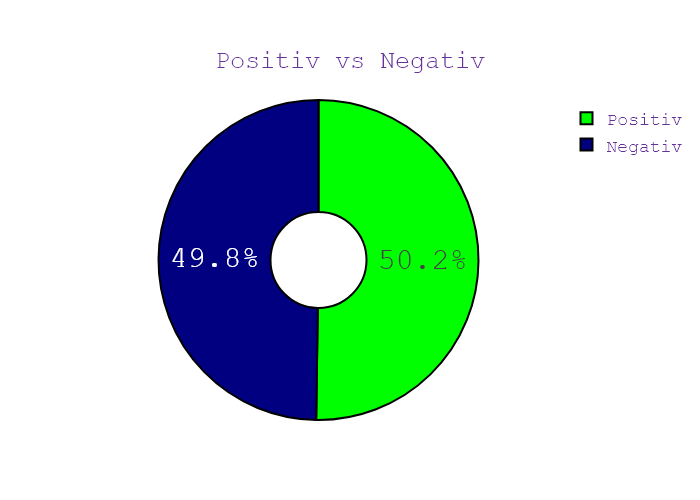 Positiv vs Negativ
Positiv
Negativ
49.8%
50.2%